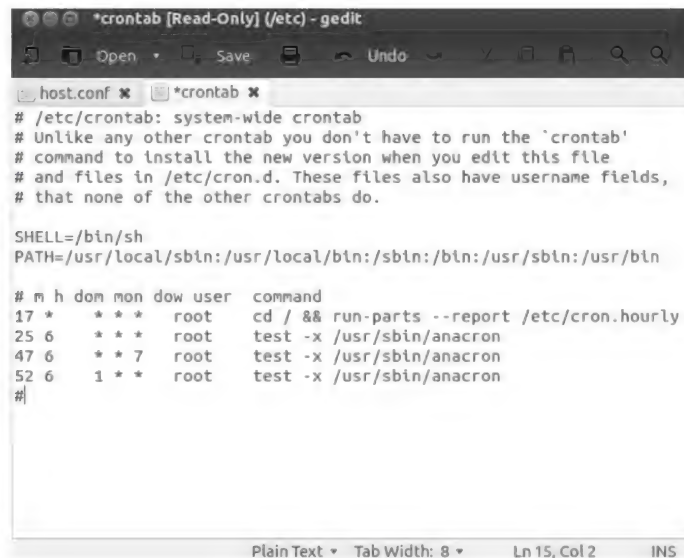 *crontab [Read-Only] (/etc) - gedit
Open Save Undo
host.conf *crontab
# /etc/crontab: system-wide crontab
# Unlike any other crontab you don't have to run the `crontab'
# command to install the new version when you edit this file
# and files in /etc/cron.d. These files also have username fields,
# that none of the other crontabs do.
SHELL=/bin/sh
PATH=/usr/local/sbin:/usr/local/bin:/sbin:/bin:/usr/sbin:/usr/bin
# m h dom mon dow user command
17 * * * * root cd / && run-parts --report /etc/cron.hourly
25 6 * * * root test -x /usr/sbin/anacron
47 6 * * 7 root test -x /usr/sbin/anacron
52 6 1 * * root test -x /usr/sbin/anacron
#
Plain Text Tab Width: 8 Ln 15, Col 2 INS